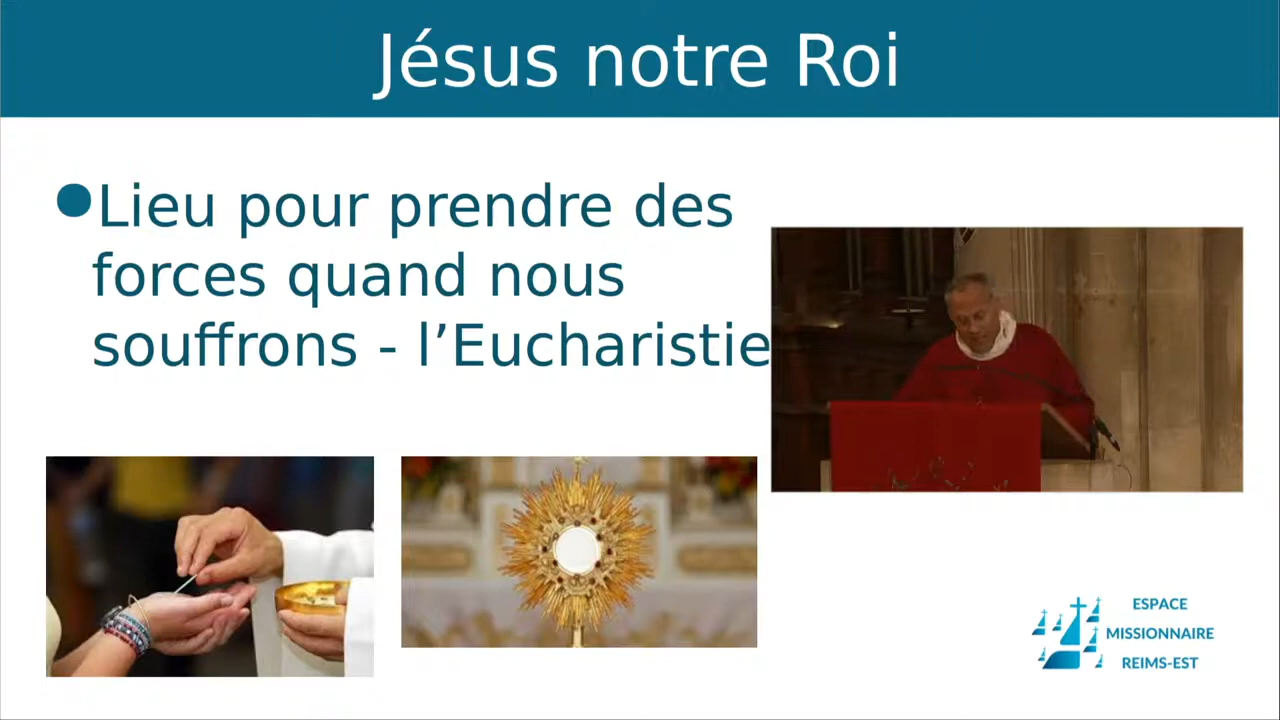 Jésus notre Roi
●Lieu pour prendre des
forces quand nous
souffrons - l’Eucharistie
ESPACE
MISSIONNAIRE
REIMS-EST